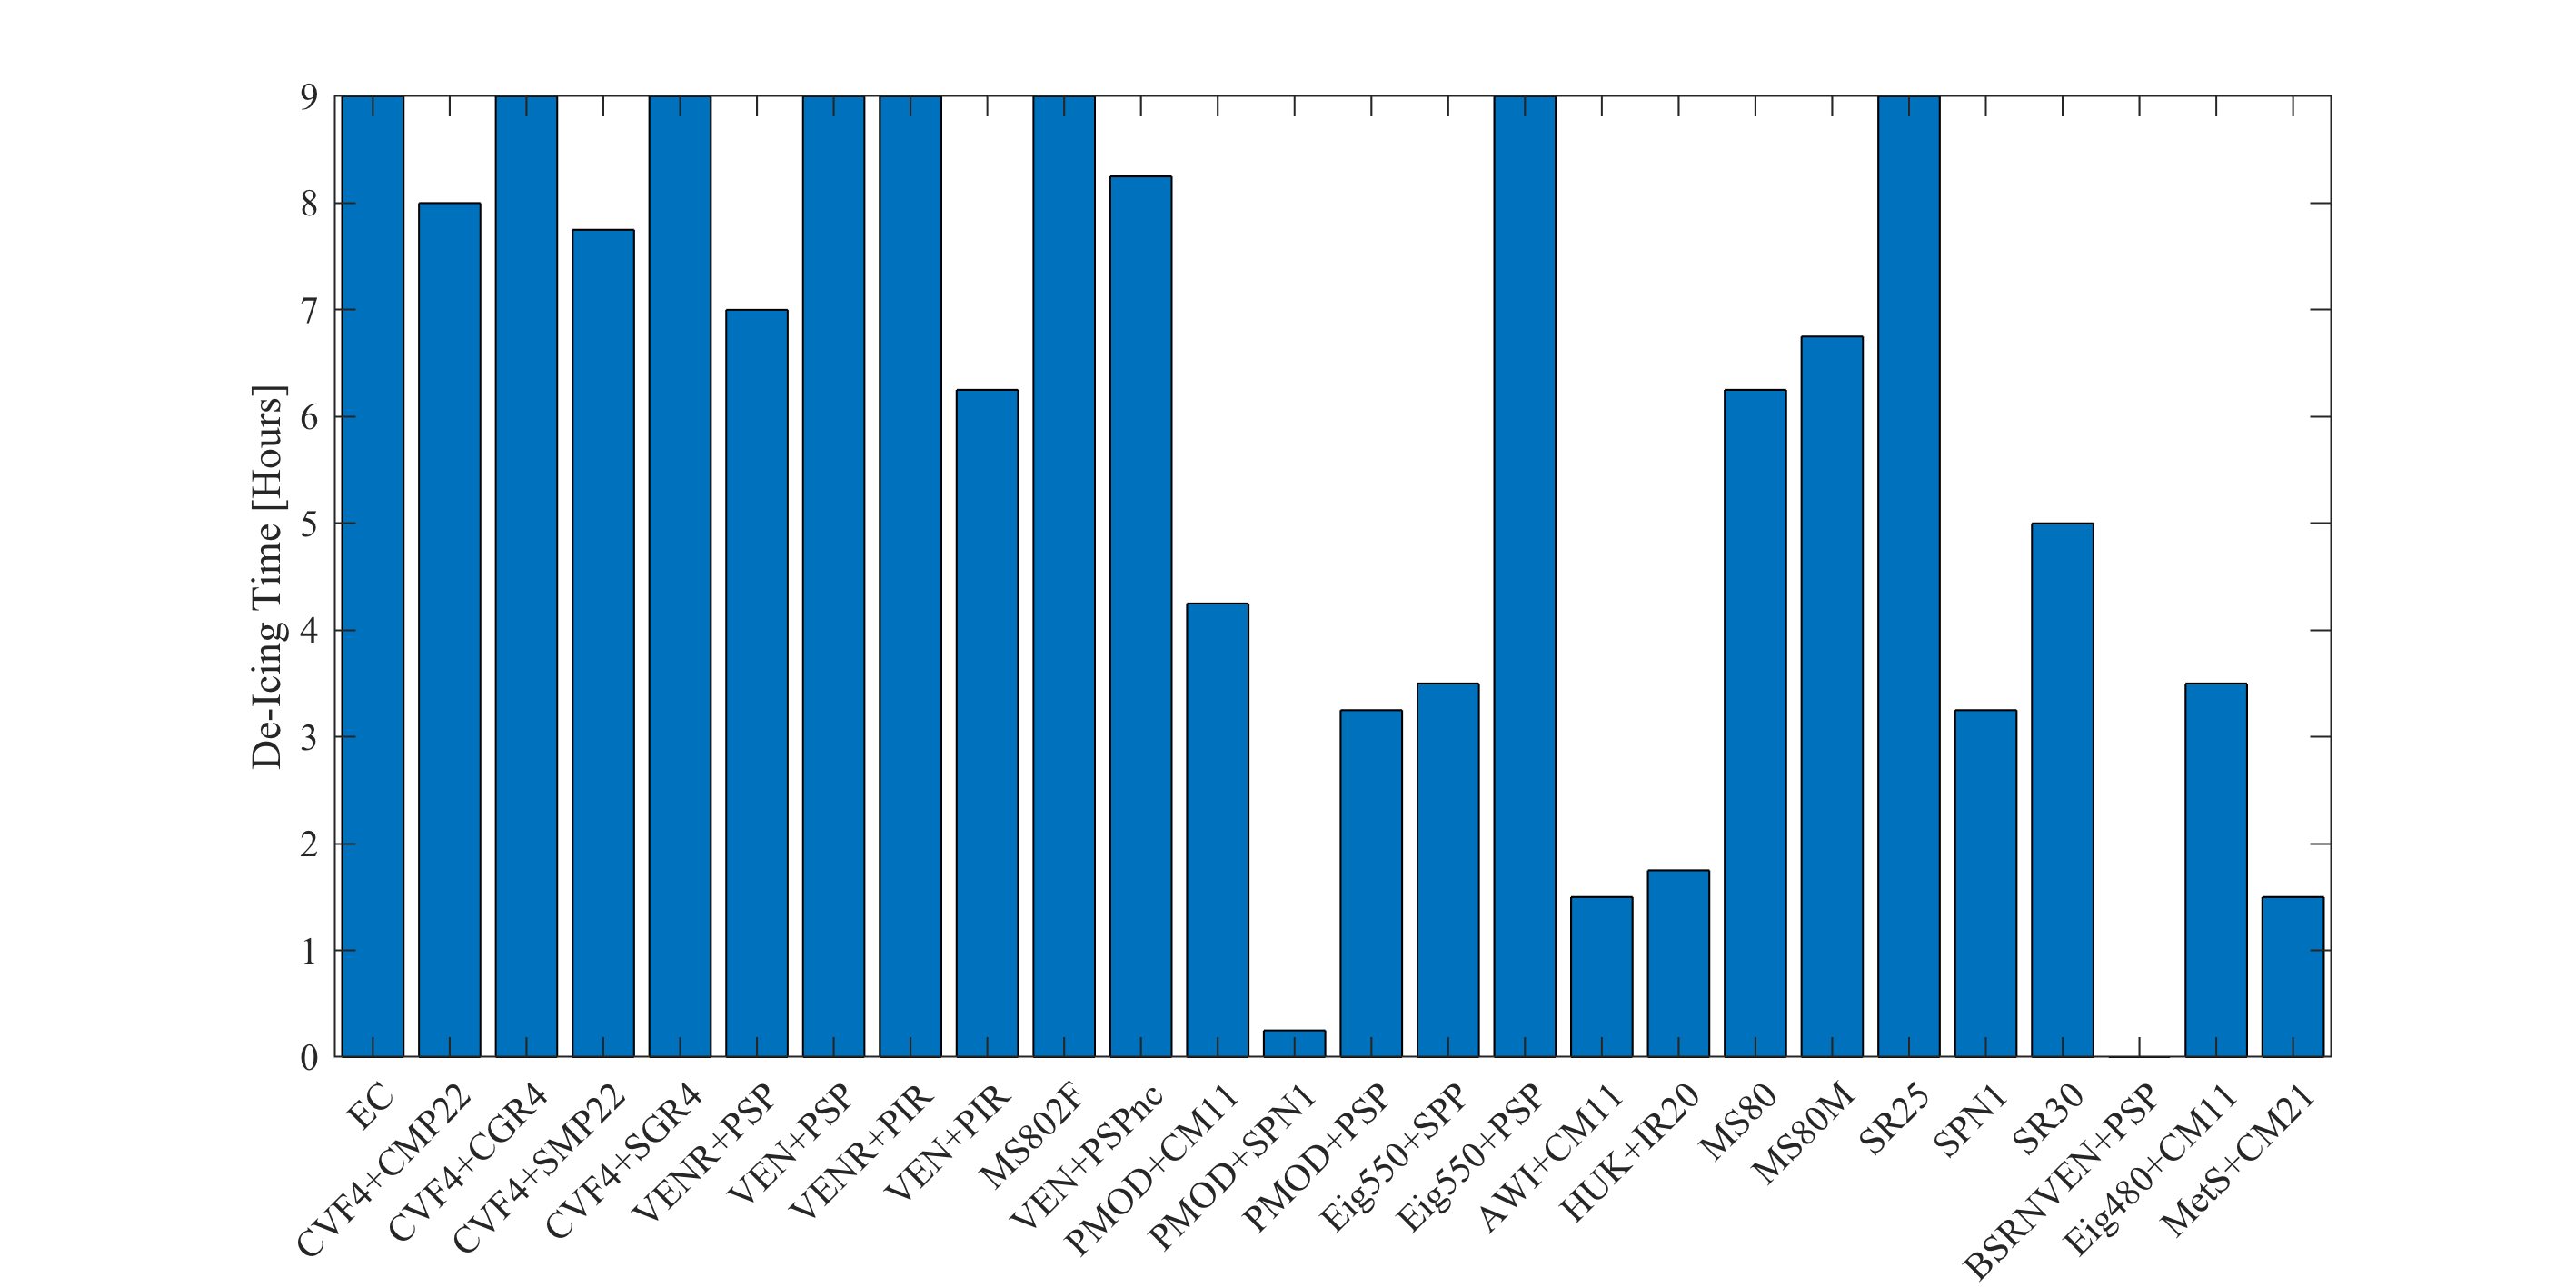 De-Icing Time [Hours]
9
8
7
6
5
4
3
2
1
0
EC
CVF4+CMP22
CVF4+CGR4
CVF4+SMP22
CVF4+SGR4
VENR+PSP
VEN+PSP
VENR+PIR
VEN+PIR
MS802F
VEN+PSPnc
PMOD+CM11
PMOD+SPN1
PMOD+PSP
Eig550+SPP
Eig550+PSP
AWI+CM11
HUK+IR20
MS80
MS80M
SR25
SPN1
SR30
BSRNVEN+PSP
Eig480+CM11
MetS+CM21